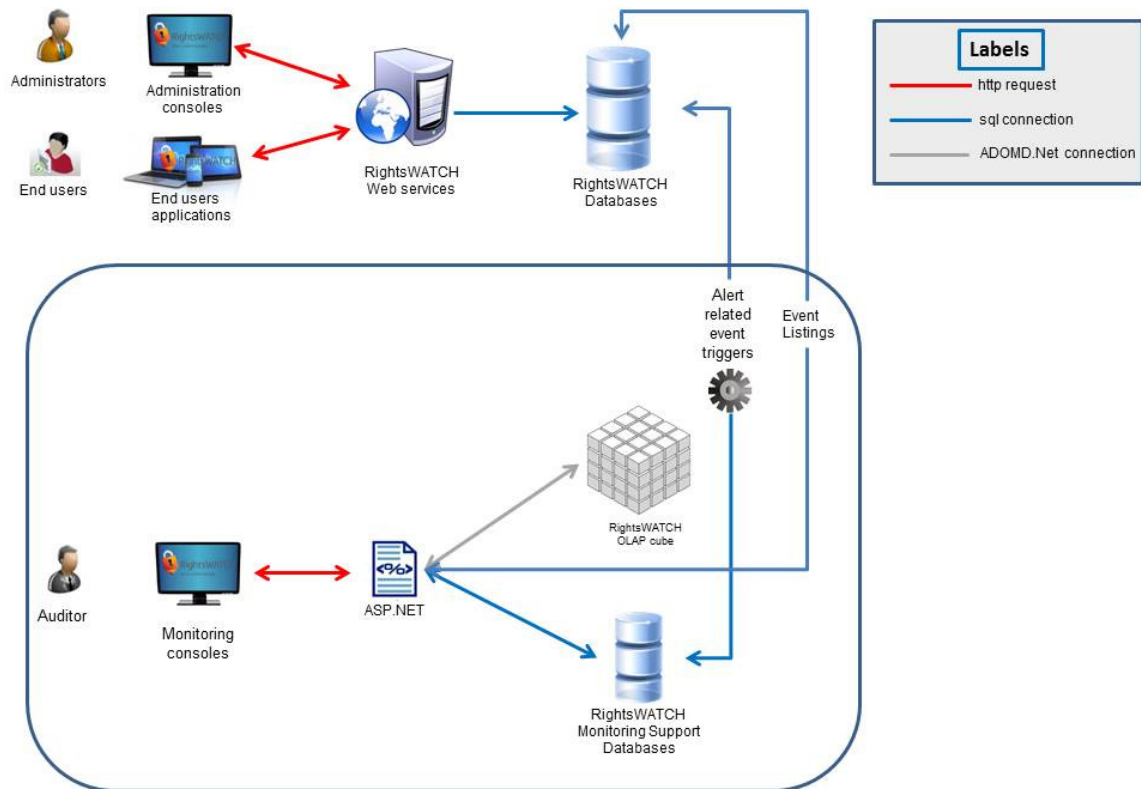 Administrators
RightsWATCH
Administration
consoles
End users
End users
applications
RightsWATCH
Web services
RightsWATCH
Databases
Labels
http request
sql connection
ADOMD.Net connection
Alert
related
event
triggers
Event
Listings
RightsWATCH
OLAP cube
Auditor
RightsWATCH
Monitoring
consoles
<%>
ASP.NET
RightsWATCH
Monitoring Support
Databases